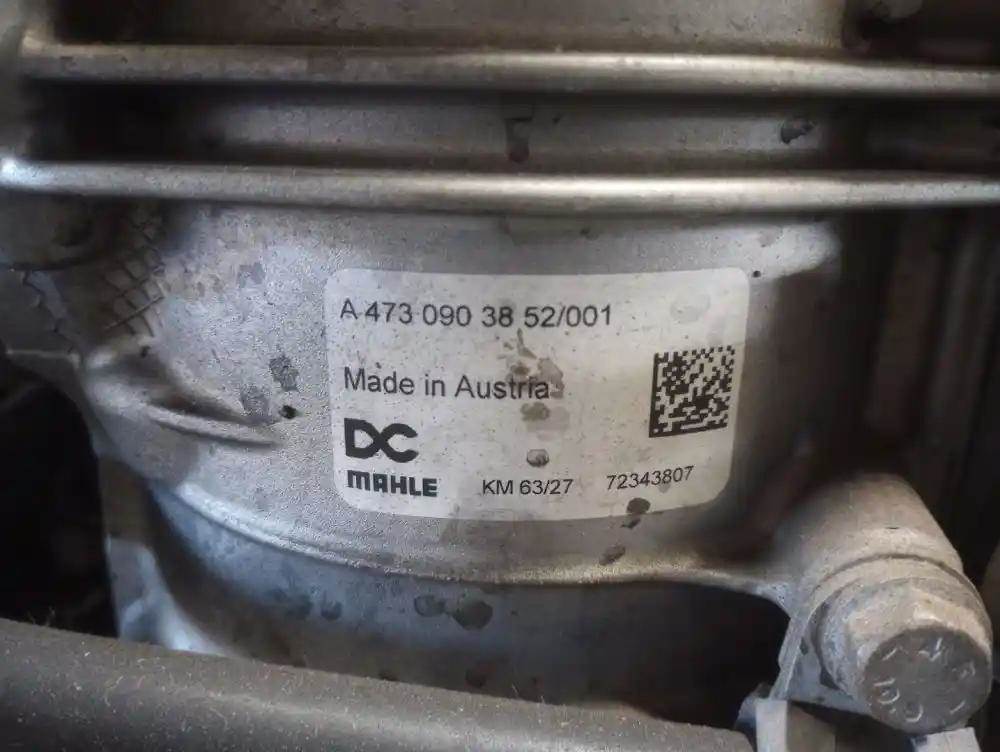 A 473 090 38 52/001
Made in Austria
DC
MAHLE KM 63/27 72343807